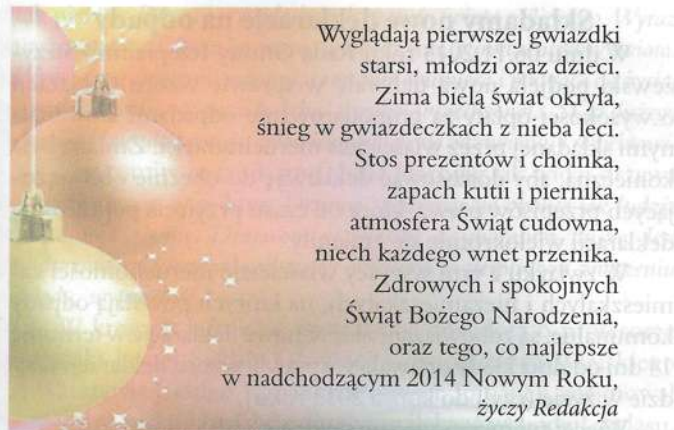 Wyglądają pierwszej gwiazdki
starsi, młodzi oraz dzieci.
Zima bielą świat okryła,
śnieg w gwiazdeczkach z nieba leci.
Stos prezentów i choinka,
zapach kutii i piernika,
atmosfera Świąt cudowna,
niech każdego wnet przenika.
Zdrowych i spokojnych
Świąt Bożego Narodzenia,
oraz tego, co najlepsze
w nadchodzącym 2014 Nowym Roku,
życzy Redakcja